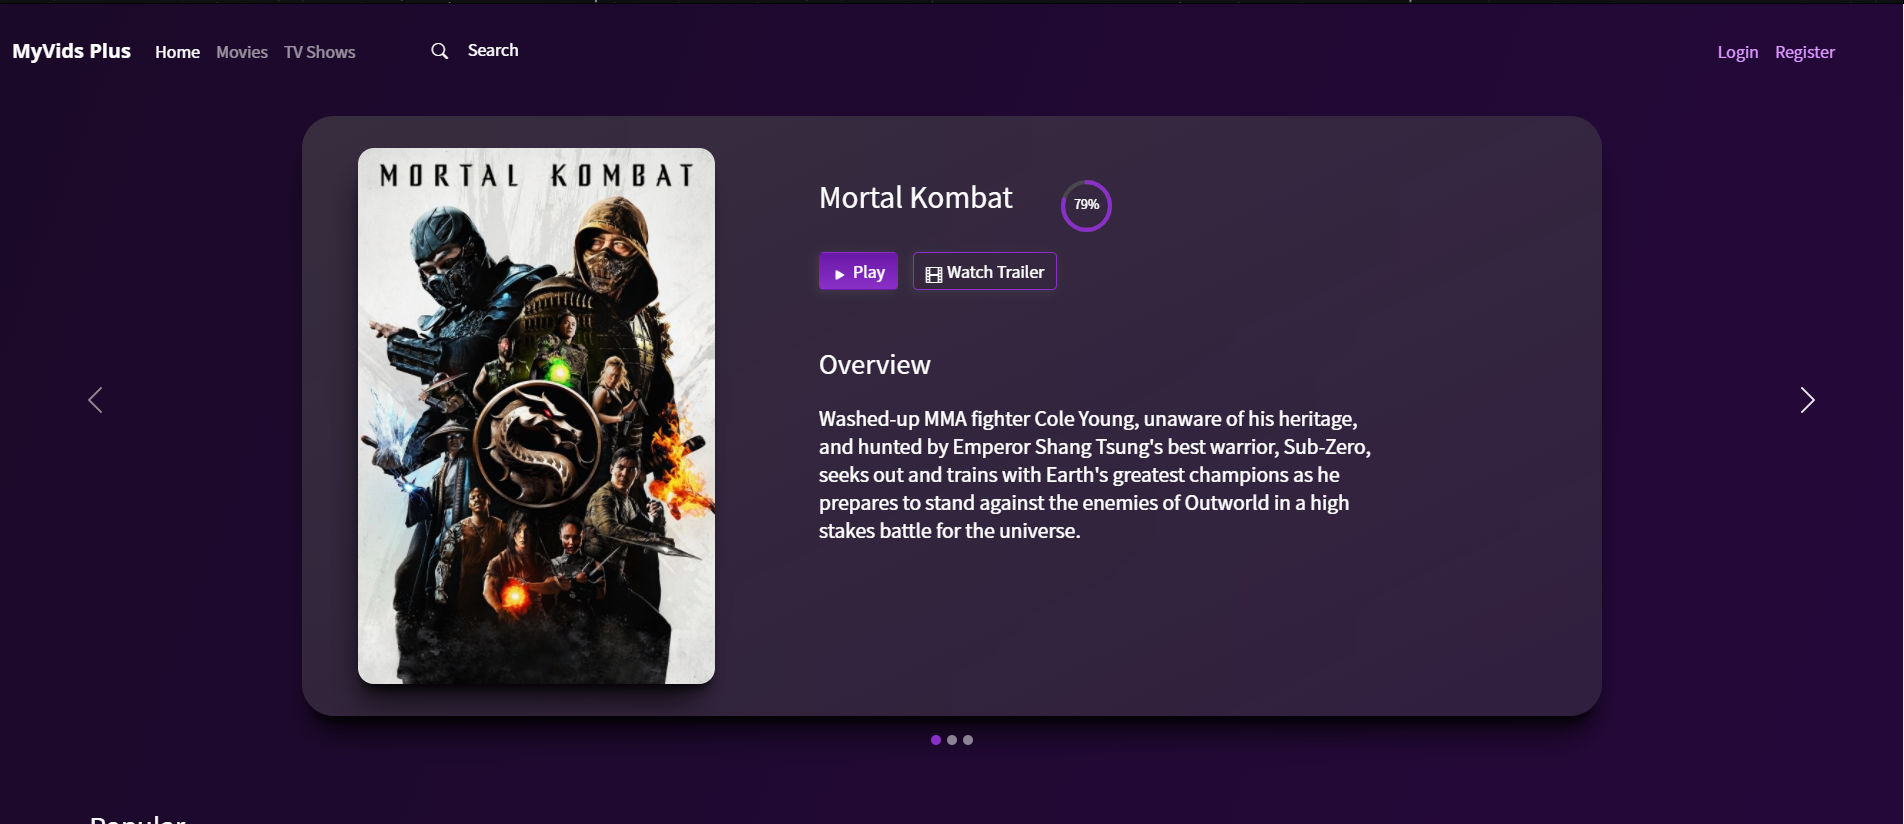 MyVids Plus Home Movies TV Shows Search Login Register
MORTAL KOMBAT
Mortal Kombat 79%
Play Watch Trailer
Overview
Washed-up MMA fighter Cole Young, unaware of his heritage,
and hunted by Emperor Shang Tsung's best warrior, Sub-Zero,
seeks out and trains with Earth's greatest champions as he
prepares to stand against the enemies of Outworld in a high
stakes battle for the universe.
Popular